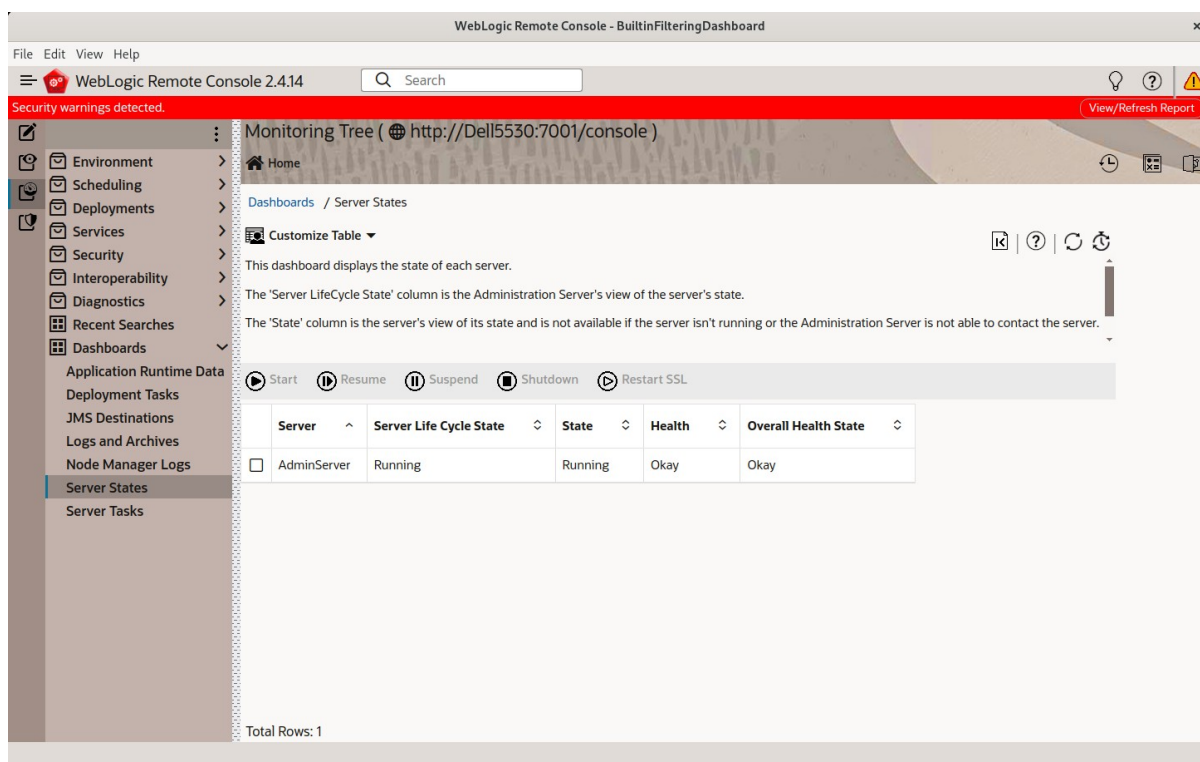 WebLogic Remote Console - BuiltinFilteringDashboard
File Edit View Help
WebLogic Remote Console 2.4.14
Search
Security warnings detected.
View/Refresh Report
Monitoring Tree ( http://Dell5530:7001/console )
Home
Environment
Scheduling
Deployments
Services
Security
Interoperability
Diagnostics
Recent Searches
Dashboards
Application Runtime Data
Deployment Tasks
JMS Destinations
Logs and Archives
Node Manager Logs
Server States
Server Tasks
Dashboards / Server States
Customize Table
This dashboard displays the state of each server.
The 'Server LifeCycle State' column is the Administration Server's view of the server's state.
The 'State' column is the server's view of its state and is not available if the server isn't running or the Administration Server is not able to contact the server.
Start Resume Suspend Shutdown Restart SSL
Server Server Life Cycle State State Health Overall Health State
AdminServer Running Running Okay Okay
Total Rows: 1